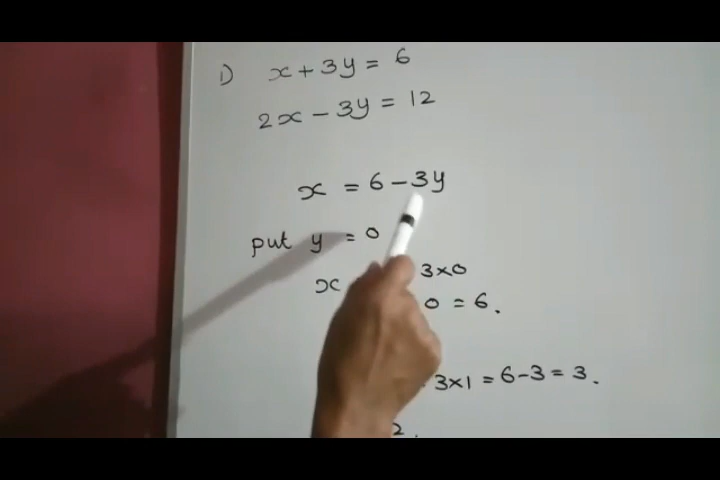 1) x + 3y = 6
2x - 3y = 12
x = 6 - 3y
put y = 0
x 3×0
0 = 6.
3×1 = 6 - 3 = 3.
2.